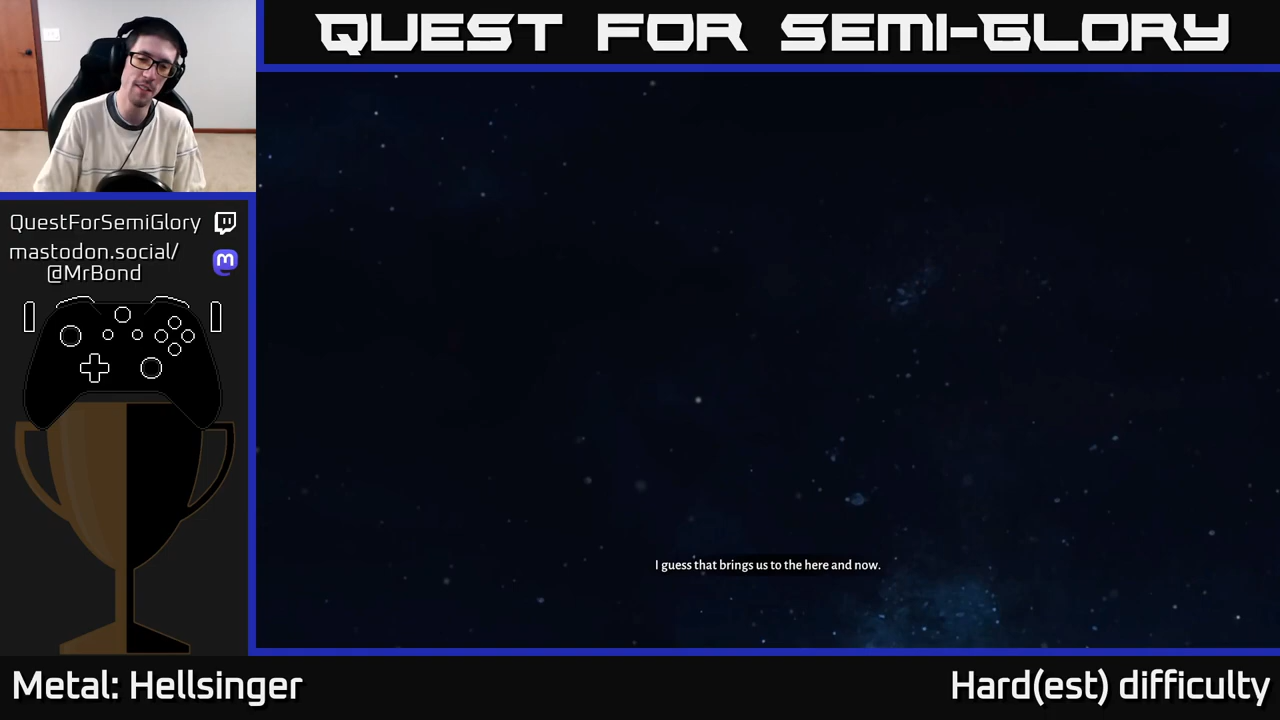 QUEST FOR SEMI-GLORY
QuestForSemiGlory
mastodon.social/
@MrBond
I guess that brings us to the here and now.
Metal: Hellsinger
Hard(est) difficulty